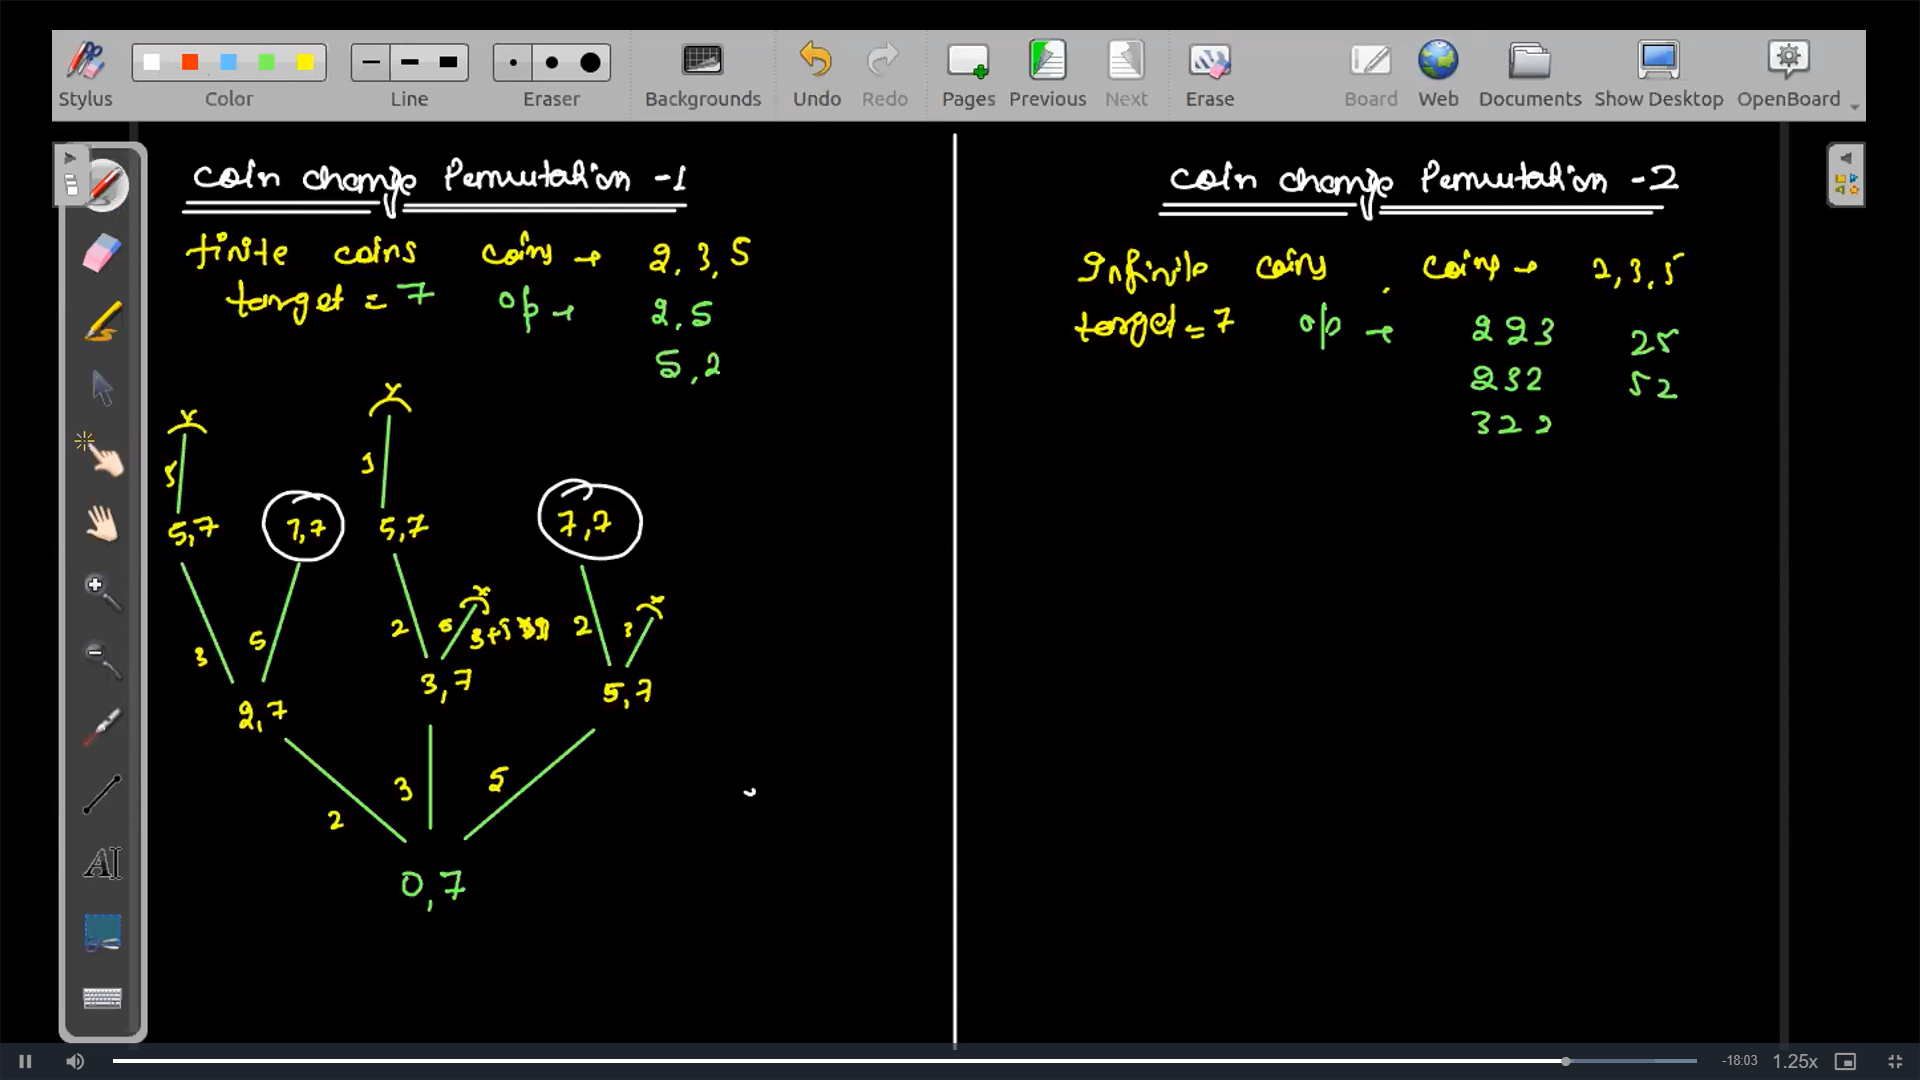 Stylus Color Line Eraser Backgrounds Undo Redo Pages Previous Next Erase Board Web Documents Show Desktop OpenBoard
Coin change Permutation -1
finite coins coins → 2, 3, 5
target = 7 o/p → 2, 5
5, 2
x x
5 3
5,7 7,7 5,7 7,7
x x
3 5 2 5 3+5 2 3
2,7 3,7 5,7
2 3 5
0,7
Coin change Permutation -2
Infinite coins , coins → 2,3,5
target = 7 o/p → 2 2 3 25
2 3 2 5 2
3 2 2
AI
-18:03 1.25x